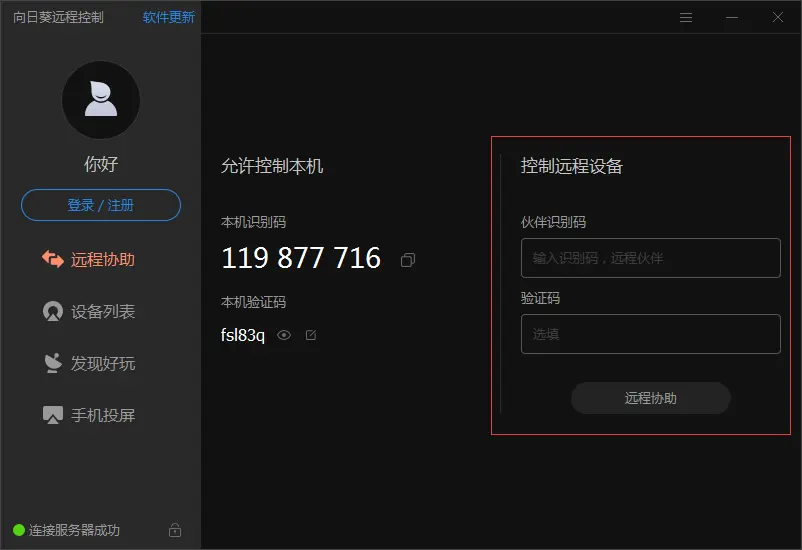 向日葵远程控制
软件更新
你好
登录 / 注册
远程协助
设备列表
发现好玩
手机投屏
连接服务器成功
允许控制本机
本机识别码
119 877 716
本机验证码
fsl83q
控制远程设备
伙伴识别码
输入识别码，远程伙伴
验证码
选填
远程协助